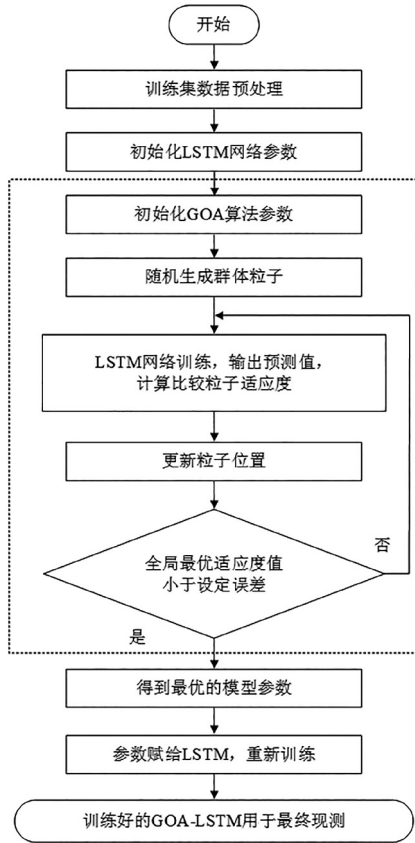 开始
训练集数据预处理
初始化LSTM网络参数
初始化GOA算法参数
随机生成群体粒子
LSTM网络训练，输出预测值，
计算比较粒子适应度
更新粒子位置
全局最优适应度值
小于设定误差
否
是
得到最优的模型参数
参数赋给LSTM，重新训练
训练好的GOA-LSTM用于最终现测